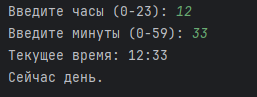 Введите часы (0-23): 12
Введите минуты (0-59): 33
Текущее время: 12:33
Сейчас день.